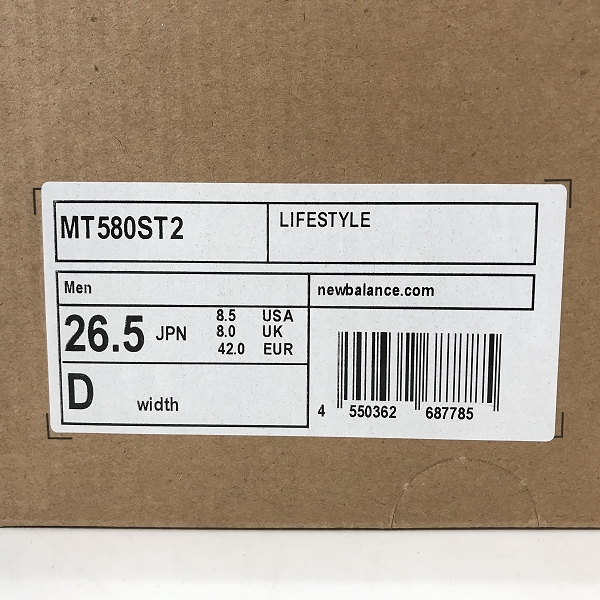 MT580ST2
LIFESTYLE
Men
newbalance.com
26.5 JPN
8.5 USA
8.0 UK
42.0 EUR
D width
4 550362 687785